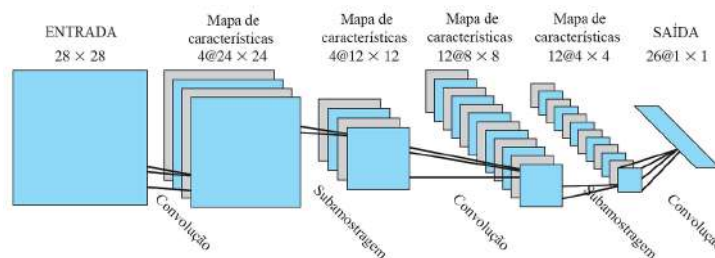 ENTRADA
28 × 28
Mapa de
características
4@24 × 24
Mapa de
características
4@12 × 12
Mapa de
características
12@8 × 8
Mapa de
características
12@4 × 4
SAÍDA
26@1 × 1
Convolução
Subamostragem
Convolução
Subamostragem
Convolução